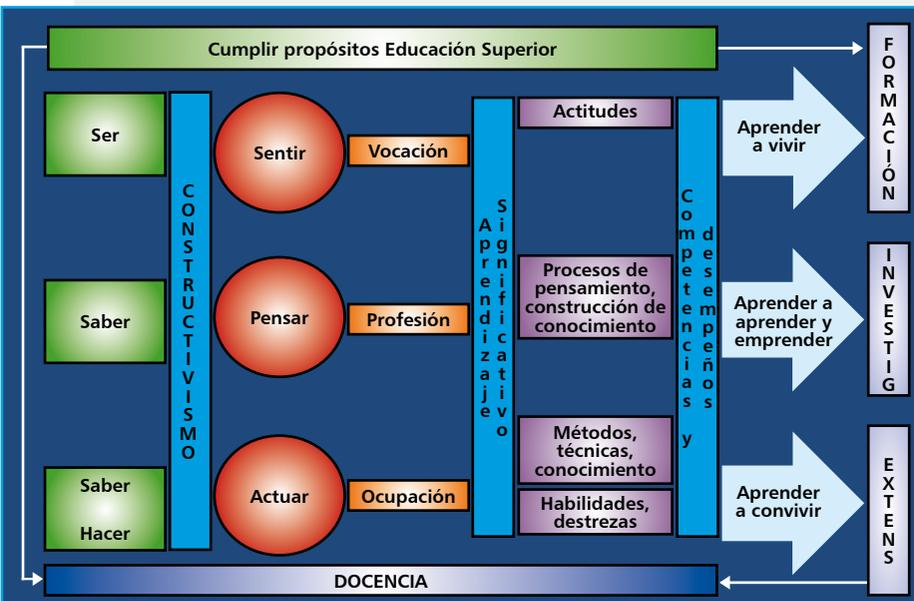 Cumplir propósitos Educación Superior
FORMACIÓN
Ser
CONSTRUCTIVISMO
Sentir
Vocación
Aprendizaje
Significativo
Actitudes
Competencias y
desempeños
Aprender
a vivir
Saber
Pensar
Profesión
Procesos de
pensamiento,
construcción de
conocimiento
Aprender a
aprender y
emprender
INVESTIG
Saber
Hacer
Actuar
Ocupación
Métodos,
técnicas,
conocimiento
Habilidades,
destrezas
Aprender
a convivir
EXTENS
DOCENCIA